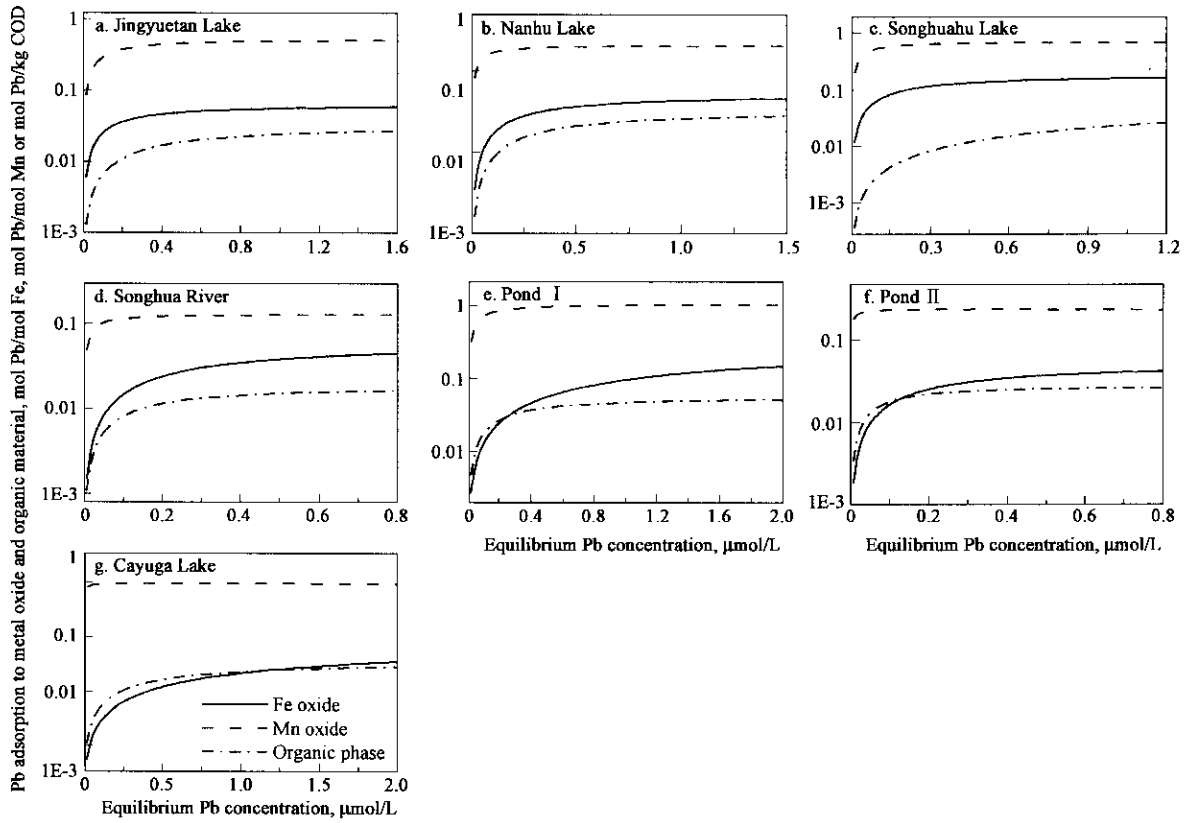 Pb adsorption to metal oxide and organic material, mol Pb/mol Fe, mol Pb/mol Mn or mol Pb/kg COD
a. Jingyuetan Lake
1
0.1
0.01
1E-3
0 0.4 0.8 1.2 1.6
b. Nanhu Lake
1
0.1
0.01
1E-3
0 0.5 1.0 1.5
c. Songhuahu Lake
1
0.1
0.01
1E-3
0 0.3 0.6 0.9 1.2
d. Songhua River
0.1
0.01
1E-3
0 0.2 0.4 0.6 0.8
e. Pond I
1
0.1
0.01
0 0.4 0.8 1.2 1.6 2.0
Equilibrium Pb concentration, μmol/L
f. Pond II
0.1
0.01
1E-3
0 0.2 0.4 0.6 0.8
Equilibrium Pb concentration, μmol/L
g. Cayuga Lake
0.1
0.01
1E-3
Fe oxide
Mn oxide
Organic phase
0 0.5 1.0 1.5 2.0
Equilibrium Pb concentration, μmol/L